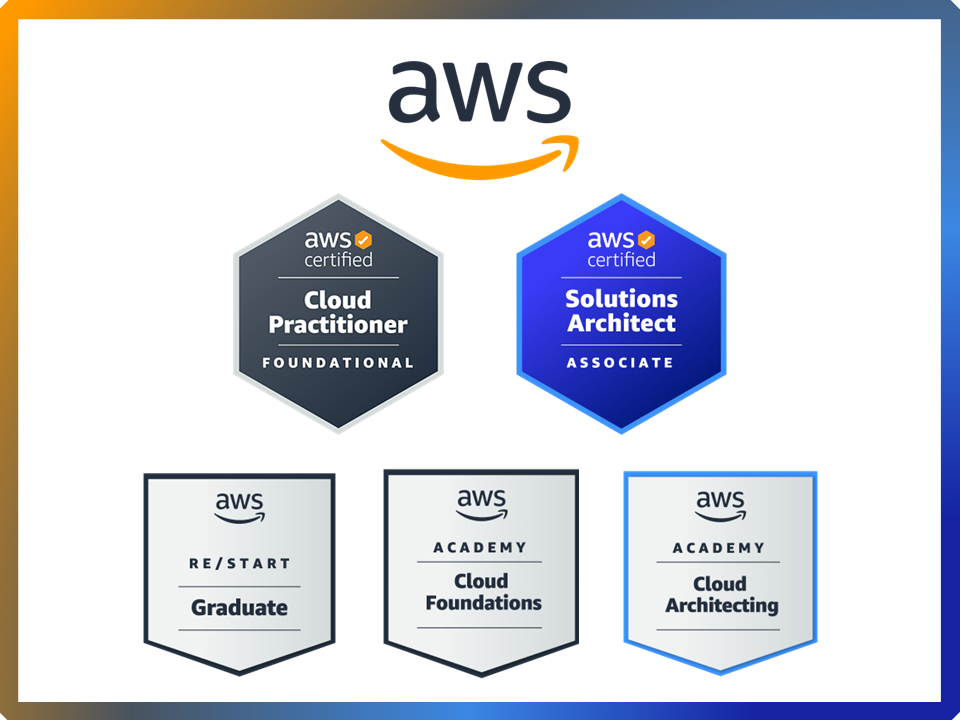 aws
aws
certified
Cloud
Practitioner
FOUNDATIONAL
aws
certified
Solutions
Architect
ASSOCIATE
aws
RE/START
Graduate
aws
ACADEMY
Cloud
Foundations
aws
ACADEMY
Cloud
Architecting